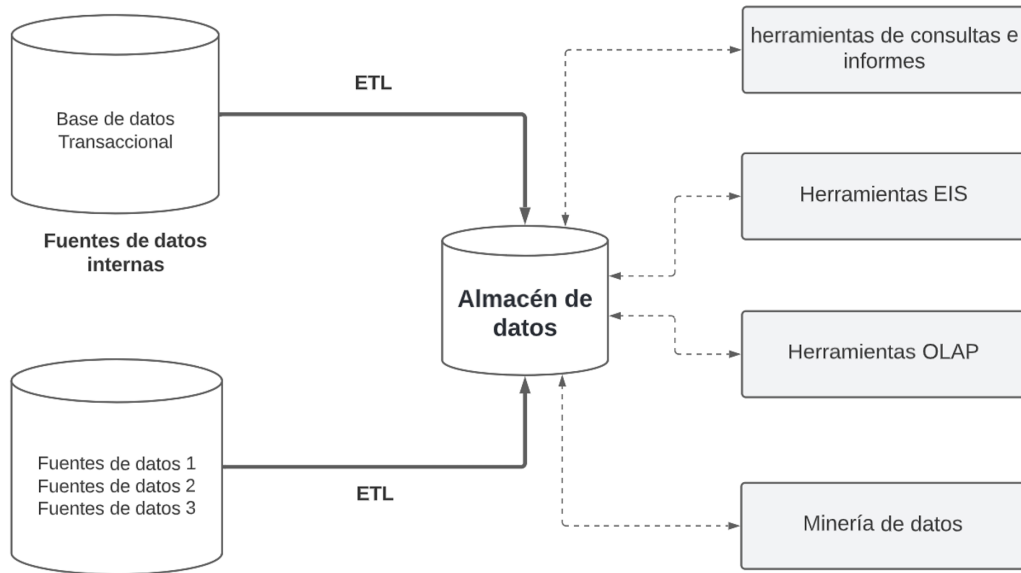 Base de datos
Transaccional
Fuentes de datos
internas
ETL
Fuentes de datos 1
Fuentes de datos 2
Fuentes de datos 3
ETL
Almacén de
datos
herramientas de consultas e
informes
Herramientas EIS
Herramientas OLAP
Minería de datos